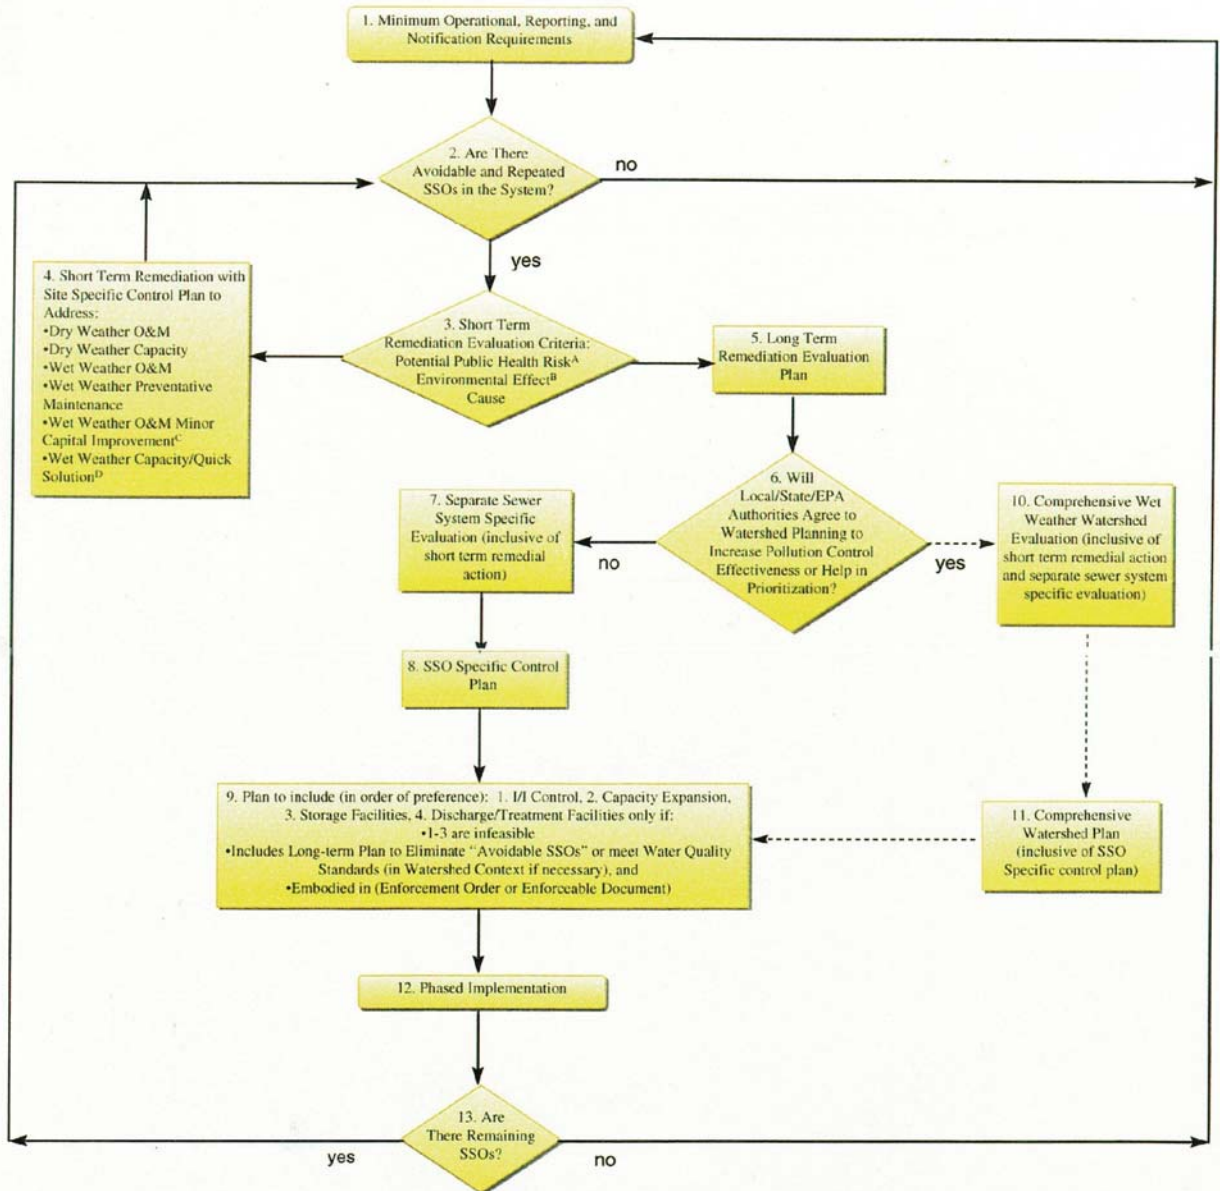 1. Minimum Operational, Reporting, and
Notification Requirements
2. Are There
Avoidable and Repeated
SSOs in the System?
no
yes
4. Short Term Remediation with
Site Specific Control Plan to
Address:
•Dry Weather O&M
•Dry Weather Capacity
•Wet Weather O&M
•Wet Weather Preventative
Maintenance
•Wet Weather O&M Minor
Capital Improvement^C
•Wet Weather Capacity/Quick
Solution^D
3. Short Term
Remediation Evaluation Criteria:
Potential Public Health Risk^A
Environmental Effect^B
Cause
5. Long Term
Remediation Evaluation
Plan
6. Will
Local/State/EPA
Authorities Agree to
Watershed Planning to
Increase Pollution Control
Effectiveness or Help in
Prioritization?
no
yes
7. Separate Sewer
System Specific
Evaluation (inclusive of
short term remedial
action)
10. Comprehensive Wet
Weather Watershed
Evaluation (inclusive of
short term remedial action
and separate sewer system
specific evaluation)
8. SSO Specific Control
Plan
9. Plan to include (in order of preference): 1. I/I Control, 2. Capacity Expansion,
3. Storage Facilities, 4. Discharge/Treatment Facilities only if:
•1-3 are infeasible
•Includes Long-term Plan to Eliminate “Avoidable SSOs” or meet Water Quality
Standards (in Watershed Context if necessary), and
•Embodied in (Enforcement Order or Enforceable Document)
11. Comprehensive
Watershed Plan
(inclusive of SSO
Specific control plan)
12. Phased Implementation
13. Are
There Remaining
SSOs?
yes
no